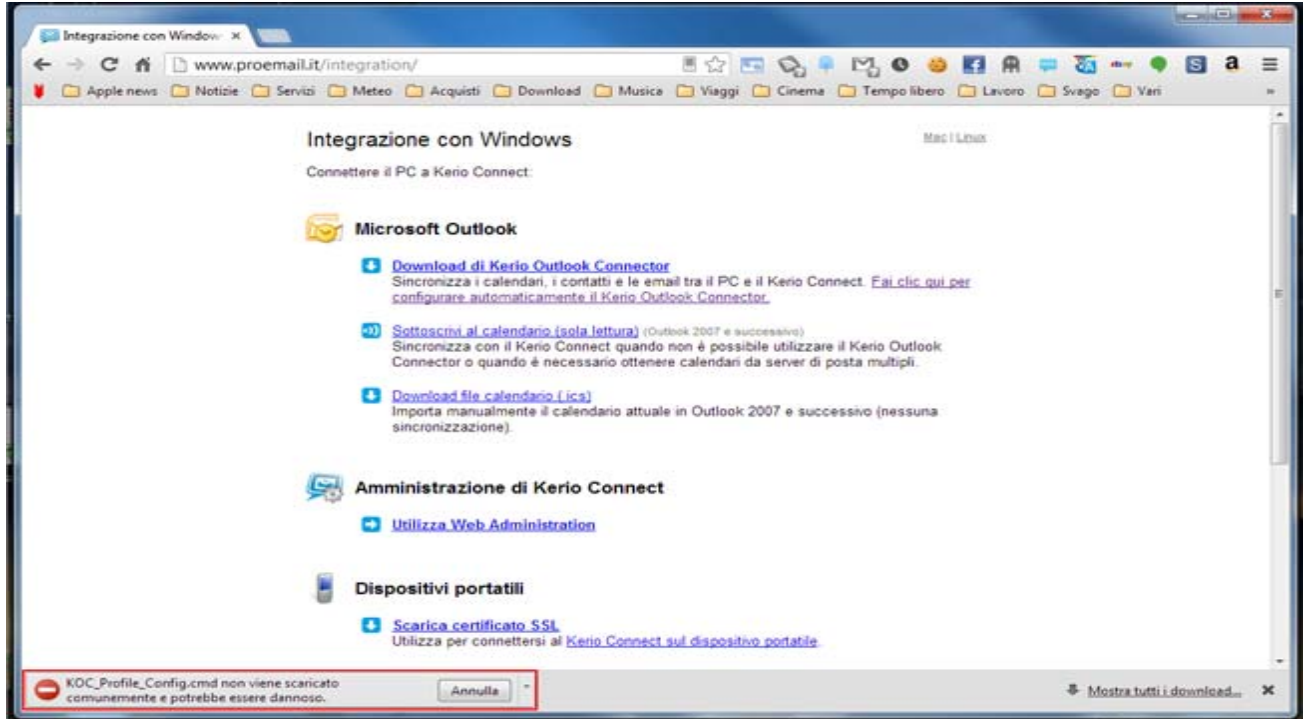 Integrazione con Window
www.proemail.it/integration/
Apple news Notizie Servizi Meteo Acquisti Download Musica Viaggi Cinema Tempo libero Lavoro Svago Vari »
Integrazione con Windows
Mac | Linux
Connettere il PC a Kerio Connect:
Microsoft Outlook
Download di Kerio Outlook Connector
Sincronizza i calendari, i contatti e le email tra il PC e il Kerio Connect. Fai clic qui per
configurare automaticamente il Kerio Outlook Connector.
Sottoscrivi al calendario (sola lettura) (Outlook 2007 e successivo)
Sincronizza con il Kerio Connect quando non è possibile utilizzare il Kerio Outlook
Connector o quando è necessario ottenere calendari da server di posta multipli.
Download file calendario (.ics)
Importa manualmente il calendario attuale in Outlook 2007 e successivo (nessuna
sincronizzazione).
Amministrazione di Kerio Connect
Utilizza Web Administration
Dispositivi portatili
Scarica certificato SSL
Utilizza per connettersi al Kerio Connect sul dispositivo portatile.
KOC_Profile_Config.cmd non viene scaricato
comunemente e potrebbe essere dannoso.
Annulla
Mostra tutti i download...